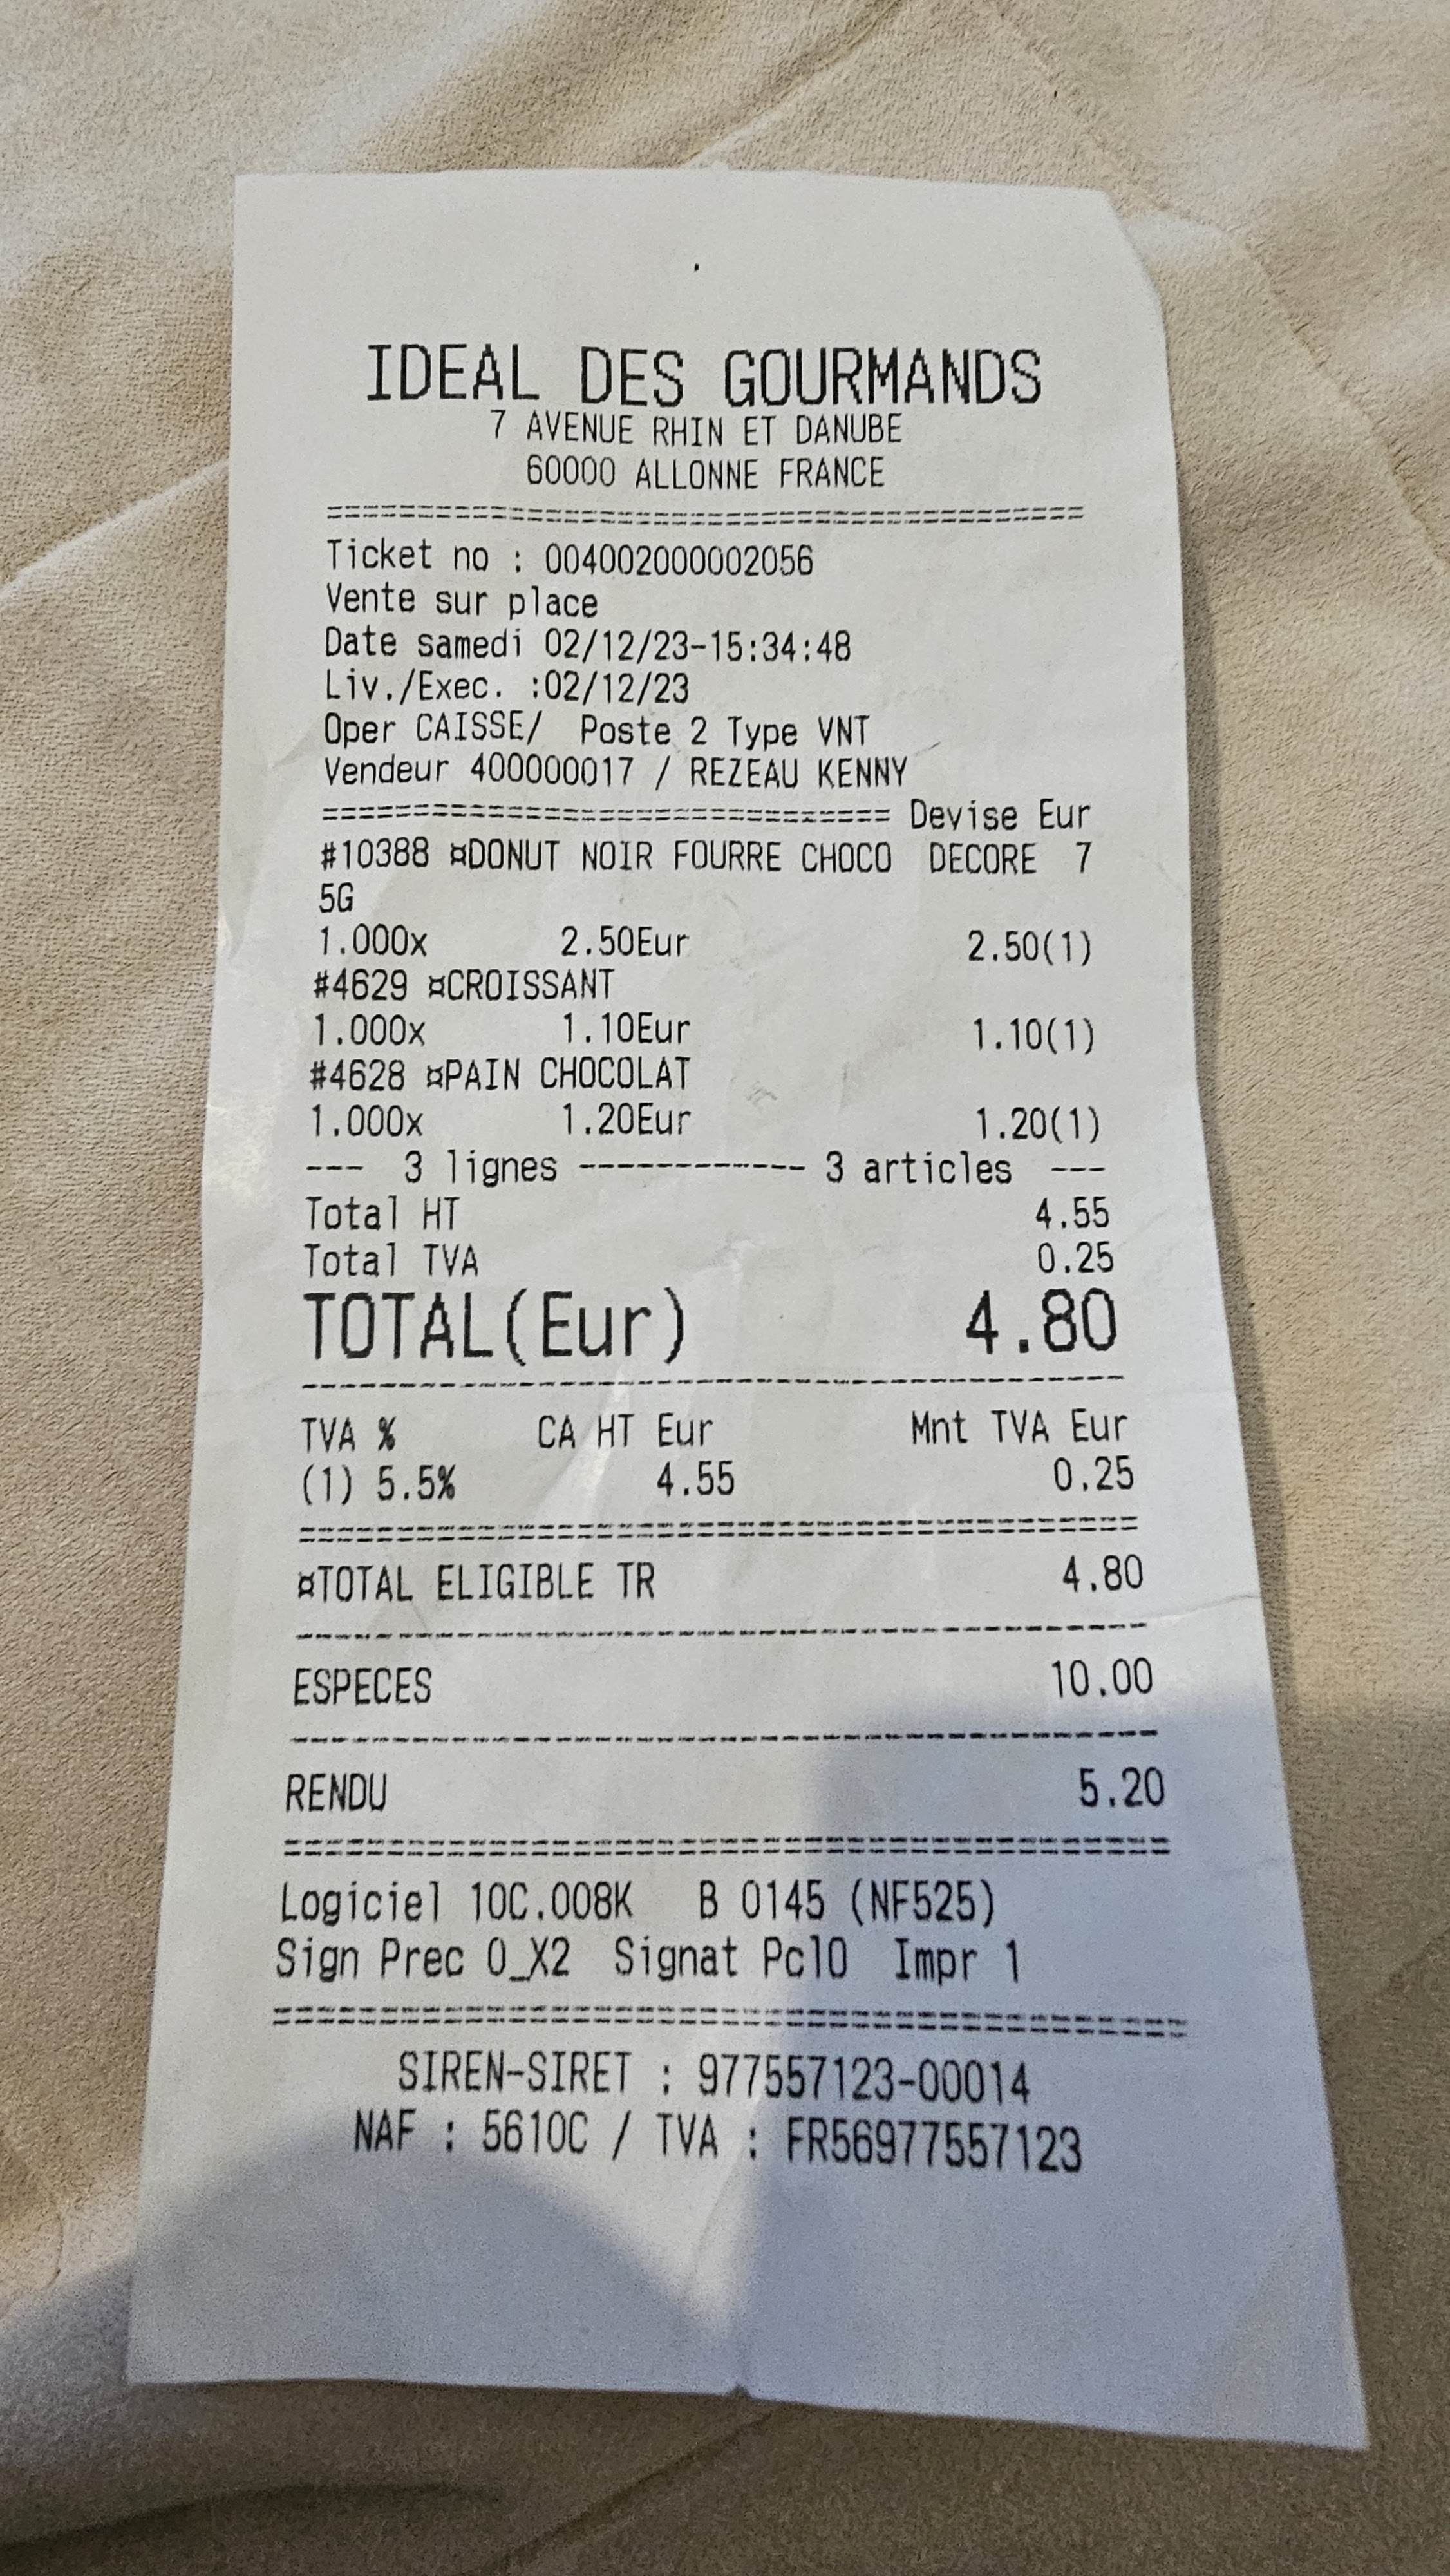 IDEAL DES GOURMANDS
7 AVENUE RHIN ET DANUBE
60000 ALLONNE FRANCE
==========================================
Ticket no : 004002000002056
Vente sur place
Date samedi 02/12/23-15:34:48
Liv./Exec. :02/12/23
Oper CAISSE/  Poste 2 Type VNT
Vendeur 400000017 / REZEAU KENNY
=============================== Devise Eur
#10388 ¤DONUT NOIR FOURRE CHOCO  DECORE  7
5G
1.000x 2.50Eur 2.50(1)
#4629 ¤CROISSANT
1.000x 1.10Eur 1.10(1)
#4628 ¤PAIN CHOCOLAT
1.000x 1.20Eur 1.20(1)
---  3 lignes ------------ 3 articles  ---
Total HT 4.55
Total TVA 0.25
TOTAL(Eur) 4.80
------------------------------------------
TVA % CA HT Eur Mnt TVA Eur
(1) 5.5% 4.55 0.25
==========================================
¤TOTAL ELIGIBLE TR 4.80
------------------------------------------
ESPECES 10.00
------------------------------------------
RENDU 5.20
==========================================
Logiciel 10C.008K   B 0145 (NF525)
Sign Prec O_X2  Signat Pcl0  Impr 1
==========================================
SIREN-SIRET : 977557123-00014
NAF : 5610C / TVA : FR56977557123